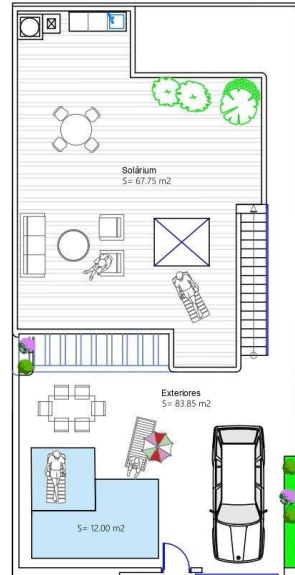 Solárium
S= 67.75 m2
Exteriores
S= 83.85 m2
S= 12.00 m2